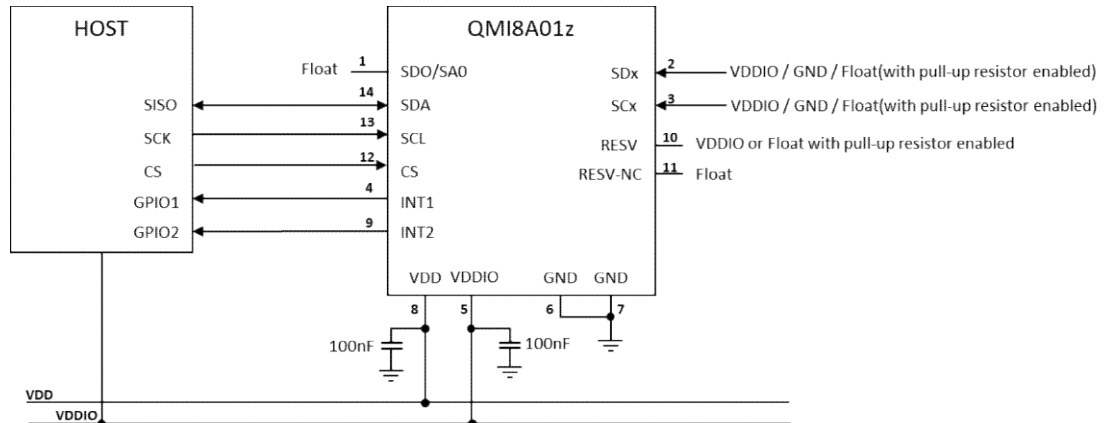 HOST
QMI8A01z
Float 1 SDO/SA0
SDx 2 VDDIO / GND / Float(with pull-up resistor enabled)
SISO 14 SDA
SCx 3 VDDIO / GND / Float(with pull-up resistor enabled)
SCK 13 SCL
RESV 10 VDDIO or Float with pull-up resistor enabled
CS 12 CS
RESV-NC 11 Float
GPIO1 4 INT1
GPIO2 9 INT2
VDD VDDIO GND GND
8 5 6 7
100nF 100nF
VDD
VDDIO